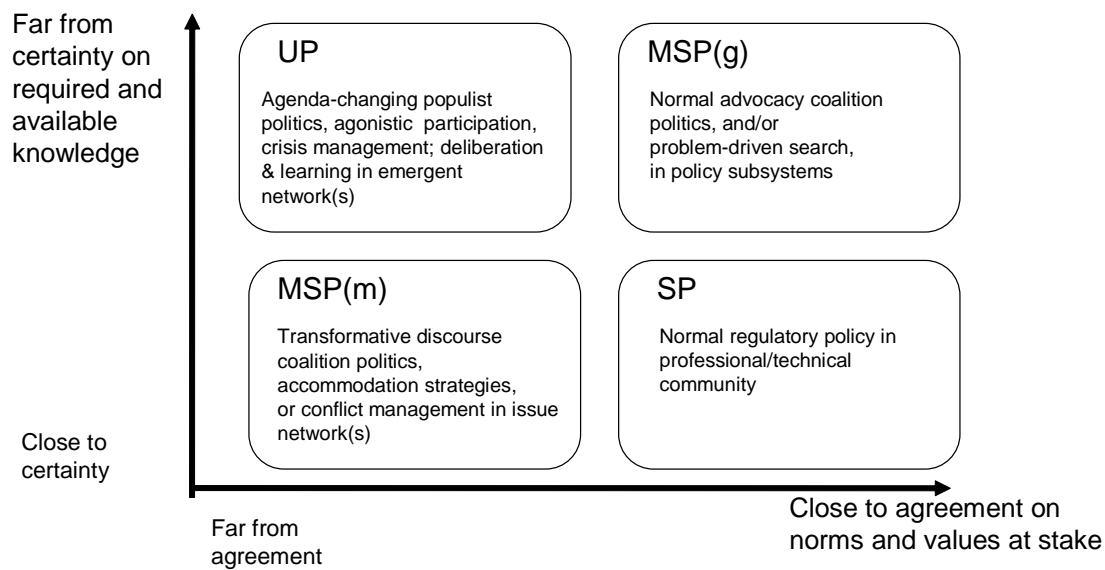 Far from
certainty on
required and
available
knowledge
UP
Agenda-changing populist
politics, agonistic participation,
crisis management; deliberation
& learning in emergent
network(s)
MSP(g)
Normal advocacy coalition
politics, and/or
problem-driven search,
in policy subsystems
MSP(m)
Transformative discourse
coalition politics,
accommodation strategies,
or conflict management in issue
network(s)
SP
Normal regulatory policy in
professional/technical
community
Close to
certainty
Far from
agreement
Close to agreement on
norms and values at stake